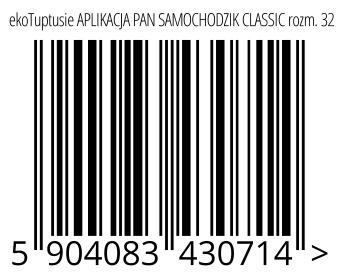 ekoTuptusie APLIKACJA PAN SAMOCHODZIK CLASSIC rozm. 32
5 904083 430714 >